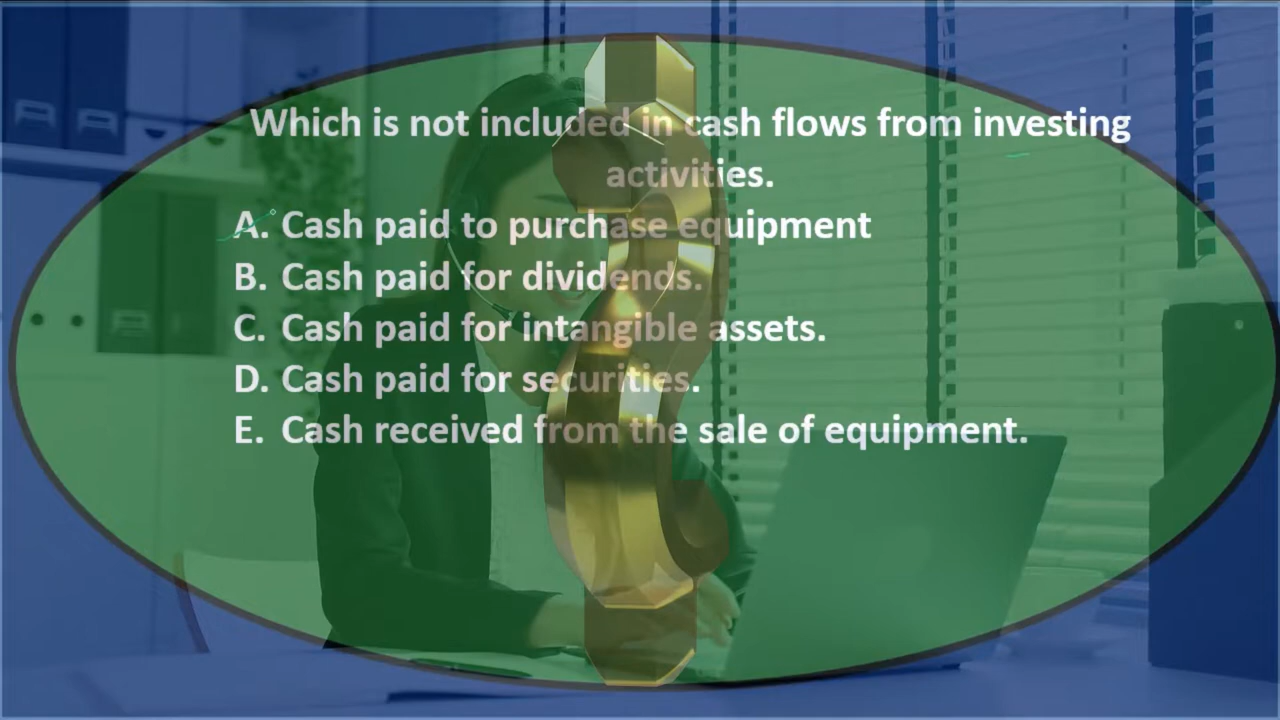 Which is not included in cash flows from investing
activities.
A. Cash paid to purchase equipment
B. Cash paid for dividends.
C. Cash paid for intangible assets.
D. Cash paid for securities.
E. Cash received from the sale of equipment.